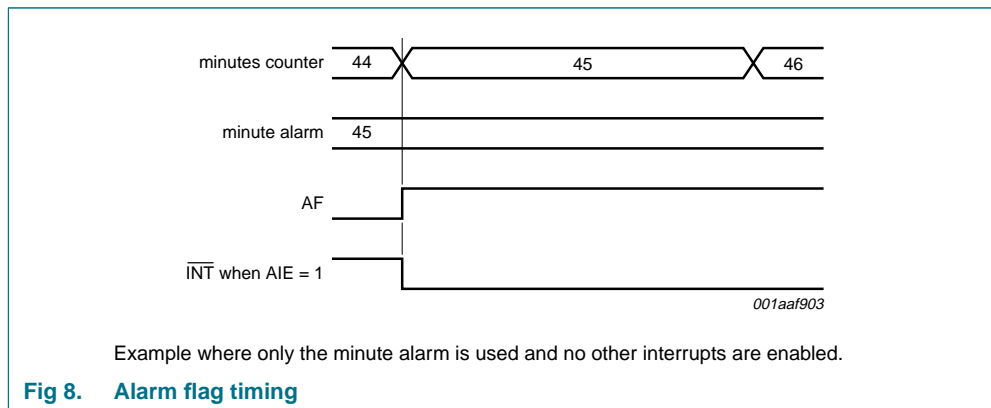 minutes counter 44 45 46
minute alarm 45
AF
INT when AIE = 1
001aaf903
Example where only the minute alarm is used and no other interrupts are enabled.
Fig 8. Alarm flag timing